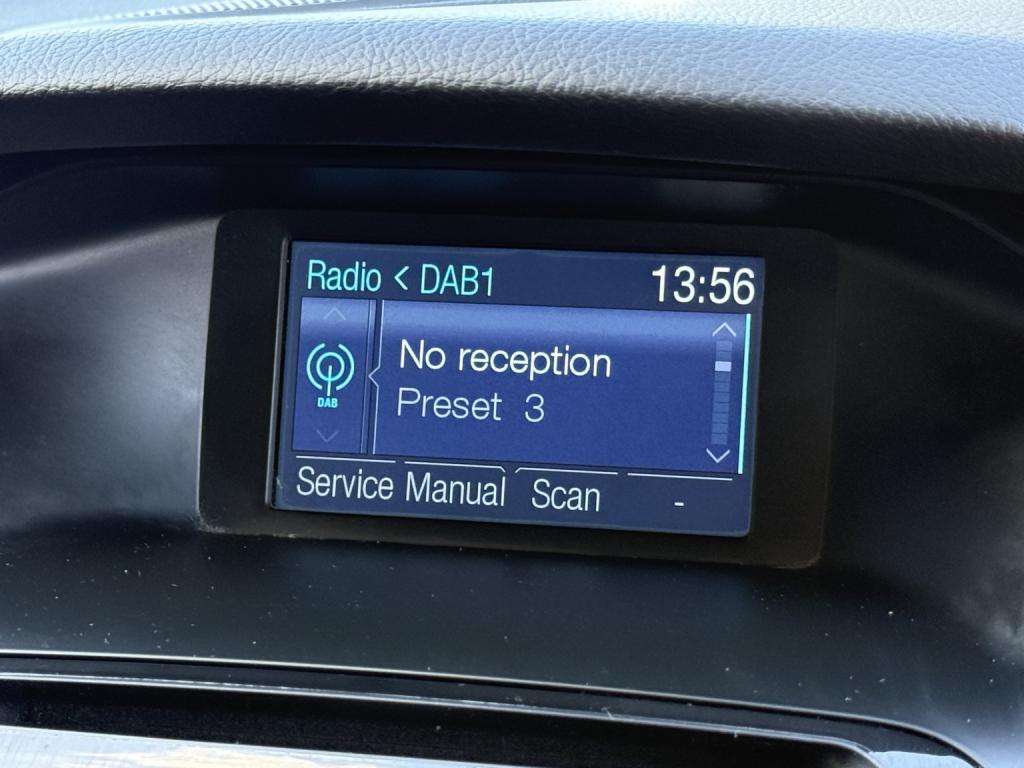 Radio < DAB1 13:56
DAB
No reception
Preset 3
Service Manual Scan -